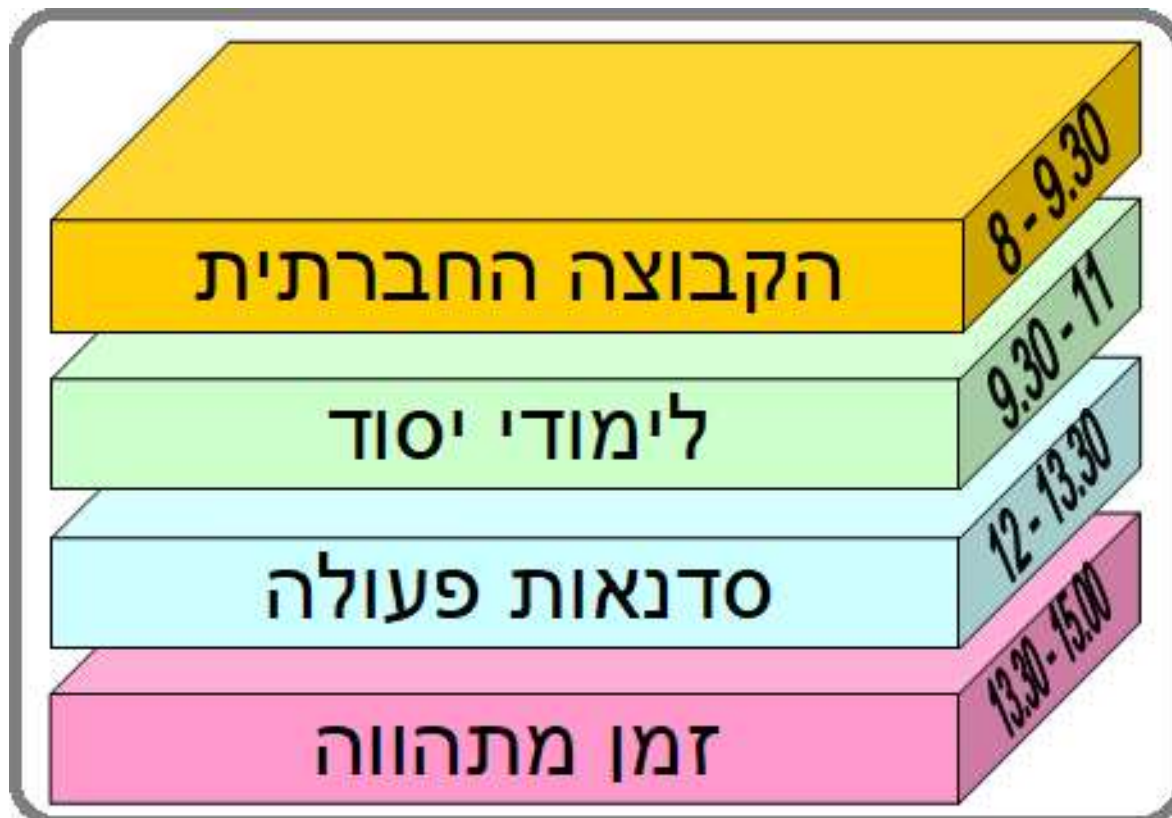 הקבוצה החברתית
8 - 9.30
לימודי יסוד
9.30 - 11
סדנאות פעולה
12 - 13.30
זמן מתהווה
13.30 - 15.00